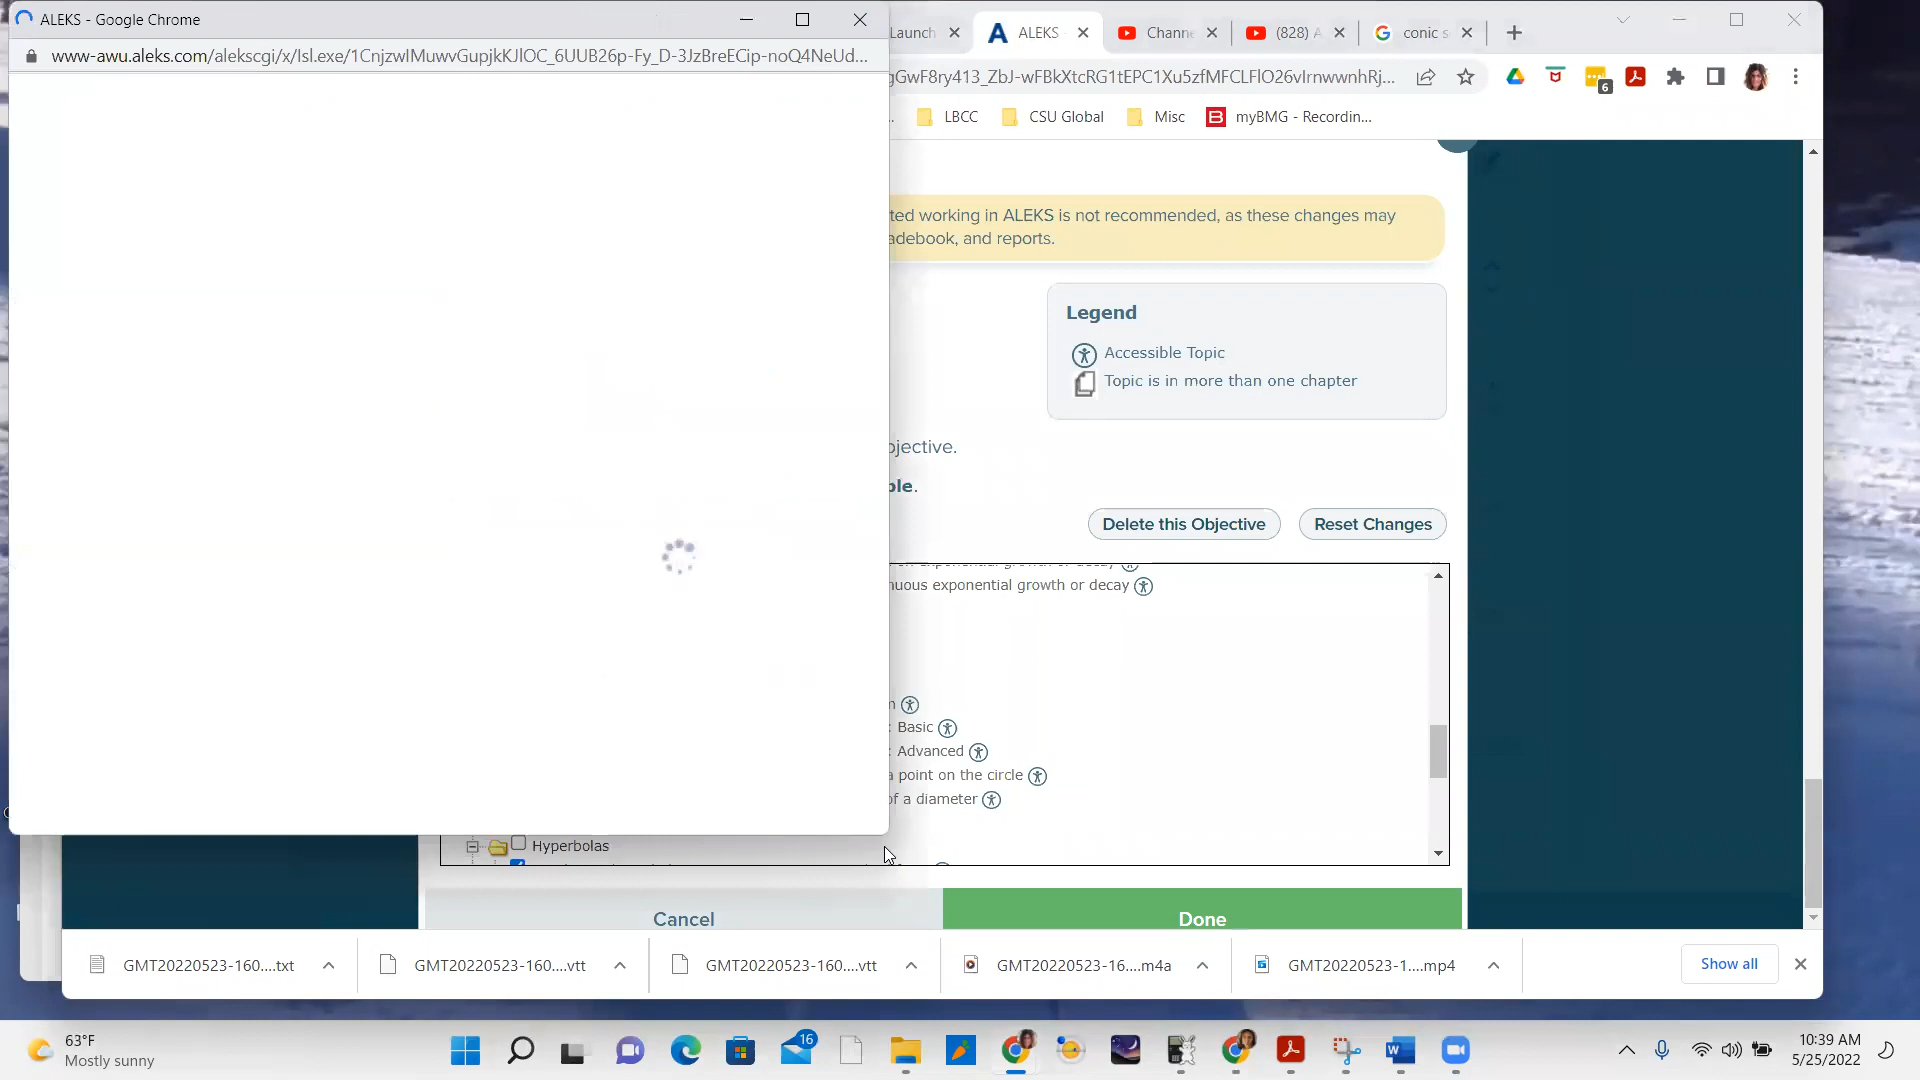 ALEKS - Google Chrome
www-awu.aleks.com/alekscgi/x/Isl.exe/1CnjzwIMuwvGupjkKJlOC_6UUB26p-Fy_D-3JzBreECip-noQ4NeUd...
Launch
ALEKS
Channe
(828) A
conic s
gGwF8ry413_ZbJ-wFBkXtcRG1tEPC1Xu5zfMFCLFlO26vIrnwwnhRj...
6
LBCC
CSU Global
Misc
B
myBMG - Recordin...
ted working in ALEKS is not recommended, as these changes may
adebook, and reports.
Legend
Accessible Topic
Topic is in more than one chapter
bjective.
ble.
Delete this Objective
Reset Changes
nuous exponential growth or decay
n
: Basic
: Advanced
a point on the circle
of a diameter
Hyperbolas
Cancel
Done
GMT20220523-160....txt
GMT20220523-160....vtt
GMT20220523-160....vtt
GMT20220523-16....m4a
GMT20220523-1....mp4
Show all
63°F
Mostly sunny
16
10:39 AM
5/25/2022